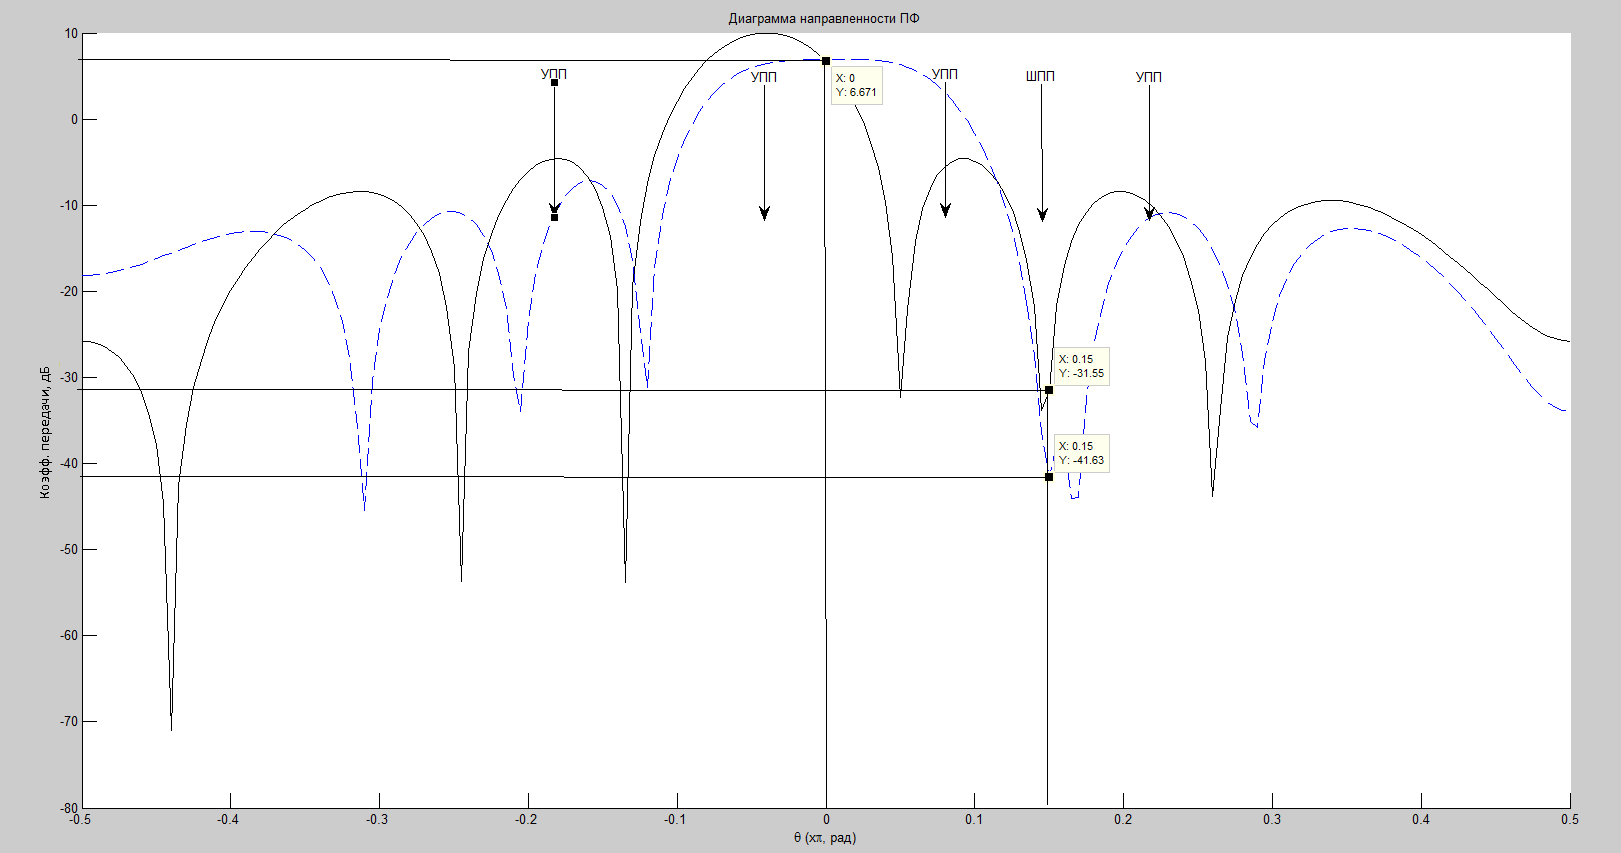 Диаграмма направленности ПФ
10
0
-10
-20
-30
-40
-50
-60
-70
-80
Коэфф. передачи, дБ
УПП
УПП
УПП
ШПП
УПП
X: 0
Y: 6.671
X: 0.15
Y: -31.55
X: 0.15
Y: -41.63
-0.5
-0.4
-0.3
-0.2
-0.1
0
0.1
0.2
0.3
0.4
0.5
θ (xπ, рад)